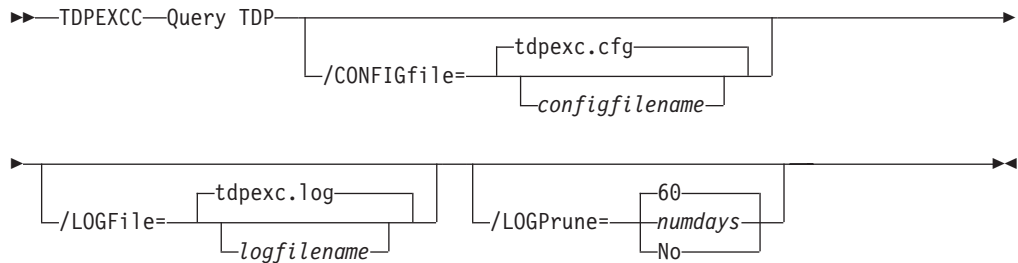 TDPEXCC Query TDP
tdpexc.cfg
/CONFIGfile=
configfilename
tdpexc.log
/LOGFile=
logfilename
60
/LOGPrune=
numdays
No